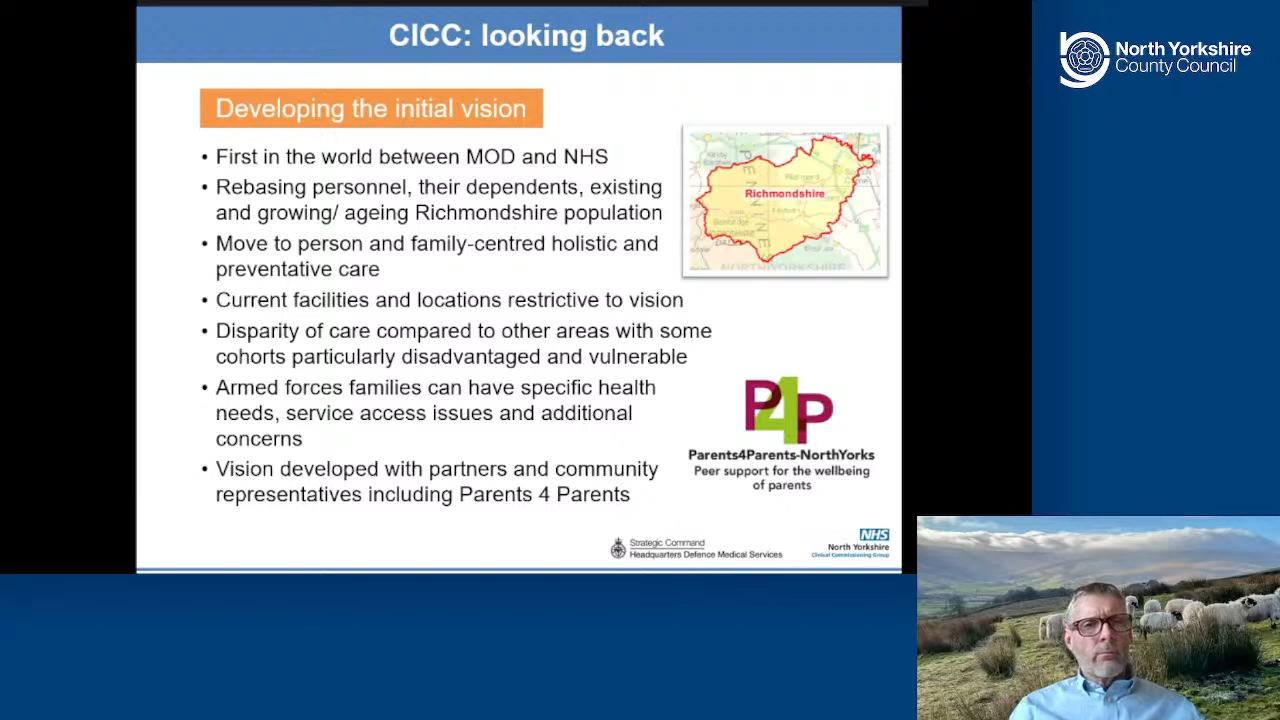 CICC: looking back
North Yorkshire
County Council
Developing the initial vision
• First in the world between MOD and NHS
• Rebasing personnel, their dependents, existing
and growing/ ageing Richmondshire population
• Move to person and family-centred holistic and
preventative care
• Current facilities and locations restrictive to vision
• Disparity of care compared to other areas with some
cohorts particularly disadvantaged and vulnerable
• Armed forces families can have specific health
needs, service access issues and additional
concerns
• Vision developed with partners and community
representatives including Parents 4 Parents
Richmondshire
P4P
Parents4Parents-NorthYorks
Peer support for the wellbeing
of parents
Strategic Command
Headquarters Defence Medical Services
NHS
North Yorkshire
Clinical Commissioning Group